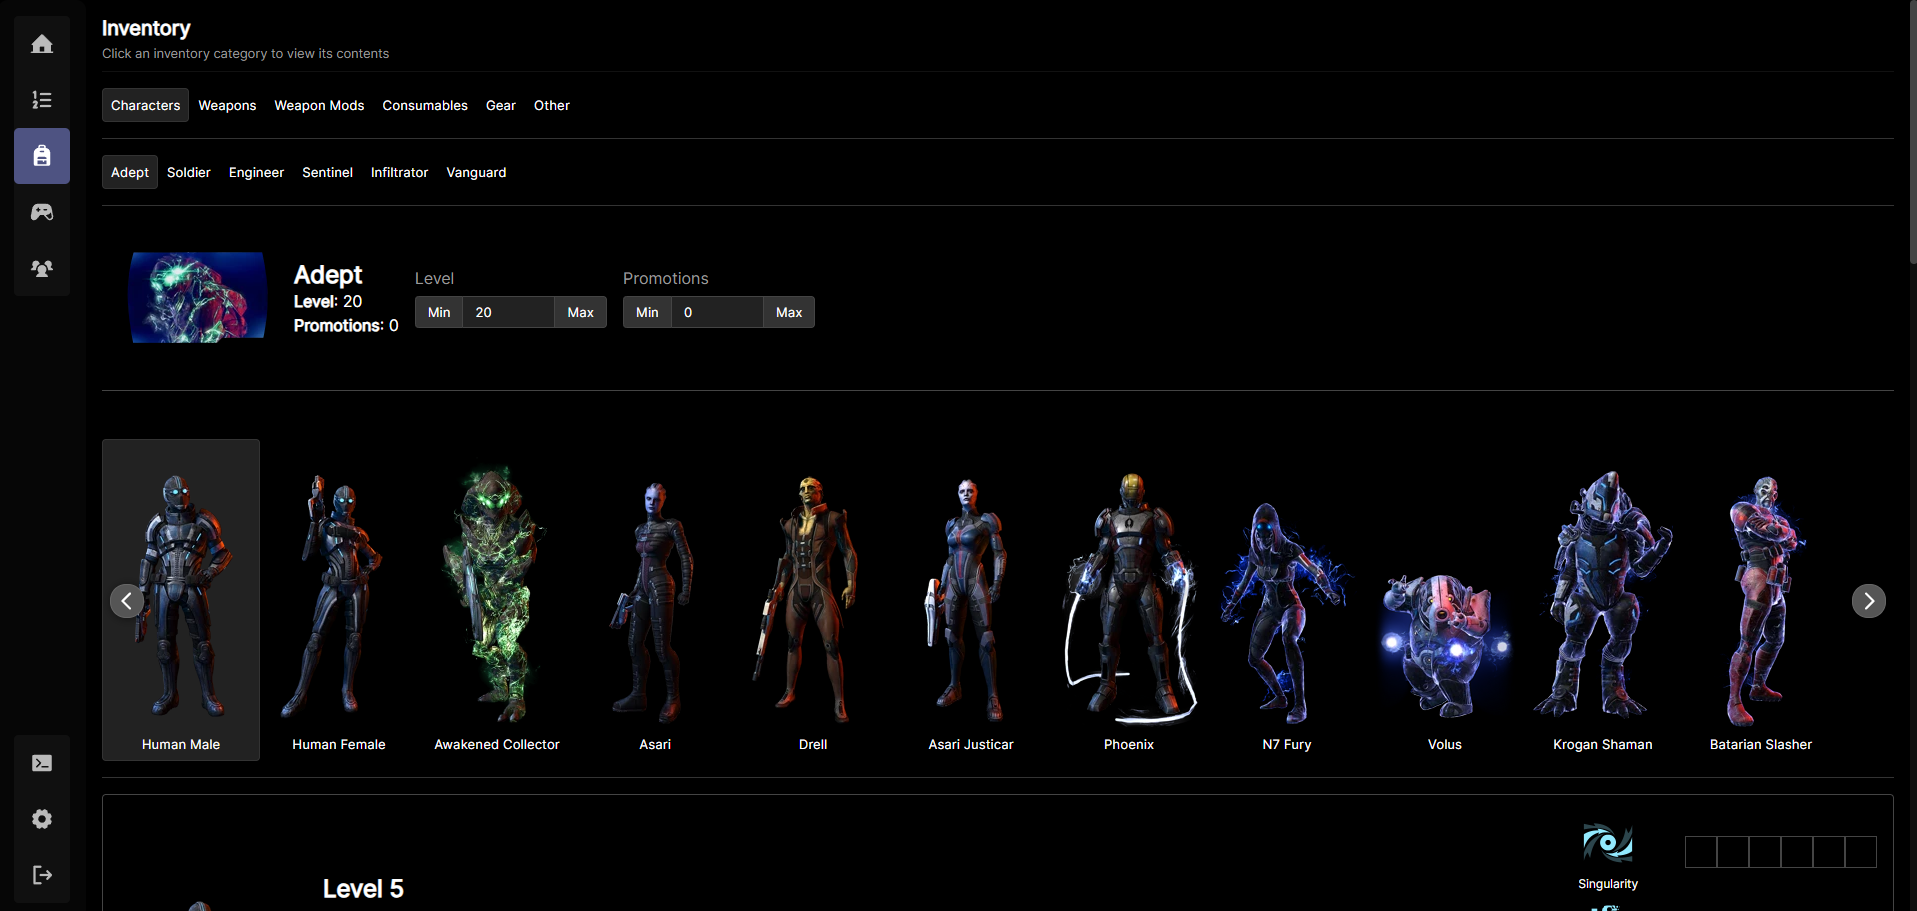 Inventory
Click an inventory category to view its contents
Characters Weapons Weapon Mods Consumables Gear Other
Adept Soldier Engineer Sentinel Infiltrator Vanguard
Adept
Level: 20
Promotions: 0
Level
Min 20 Max
Promotions
Min 0 Max
Human Male
Human Female
Awakened Collector
Asari
Drell
Asari Justicar
Phoenix
N7 Fury
Volus
Krogan Shaman
Batarian Slasher
Level 5
Singularity